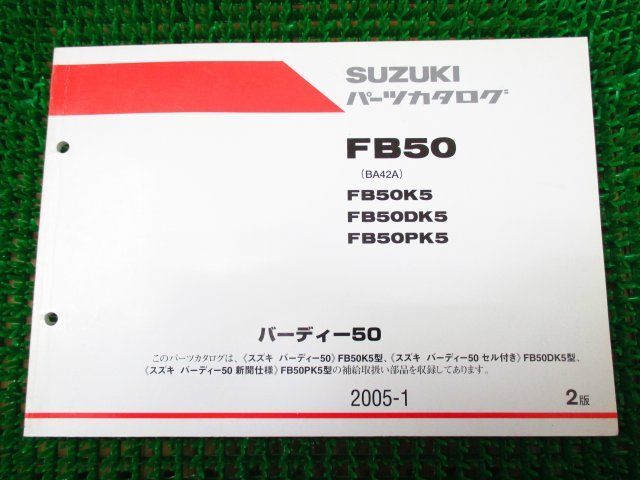 SUZUKI
パーツカタログ
FB50
(BA42A)
FB50K5
FB50DK5
FB50PK5
バーディー50
このパーツカタログは、《スズキ バーディー50》FB50K5型、《スズキ バーディー50 セル付き》FB50DK5型、
《スズキ バーディー50 新聞仕様》FB50PK5型の補給取扱い部品を収録してあります。
2005-1
2版